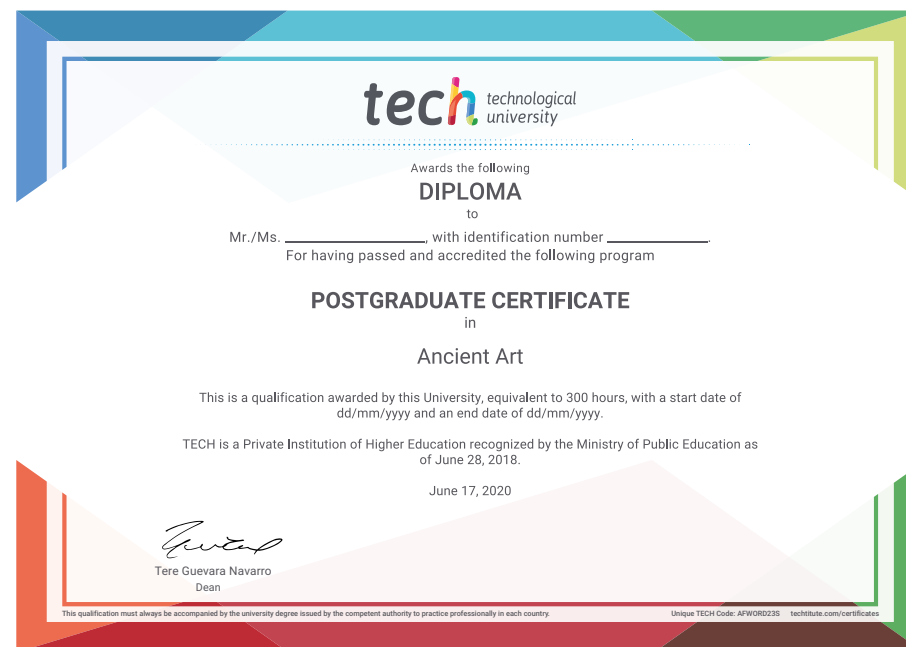 tech technological
university
Awards the following
DIPLOMA
to
Mr./Ms. ____________________, with identification number ______________.
For having passed and accredited the following program
POSTGRADUATE CERTIFICATE
in
Ancient Art
This is a qualification awarded by this University, equivalent to 300 hours, with a start date of
dd/mm/yyyy and an end date of dd/mm/yyyy.
TECH is a Private Institution of Higher Education recognized by the Ministry of Public Education as
of June 28, 2018.
June 17, 2020
Tere Guevara Navarro
Dean
This qualification must always be accompanied by the university degree issued by the competent authority to practice professionally in each country. Unique TECH Code: AFWORD23S techtitute.com/certificates